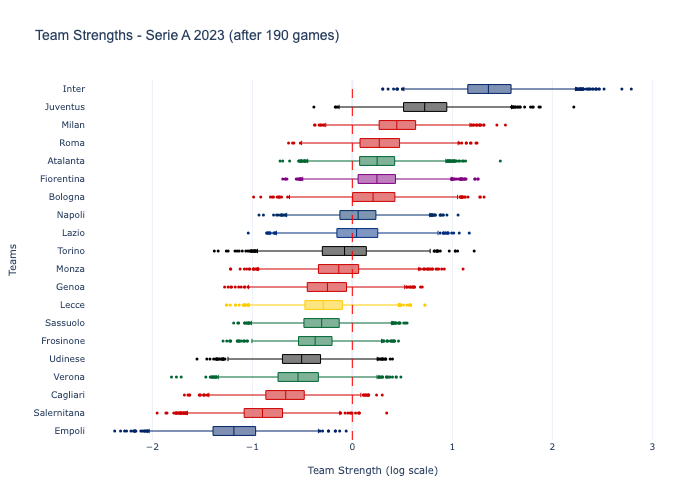 Team Strengths - Serie A 2023 (after 190 games)
Inter
Juventus
Milan
Roma
Atalanta
Fiorentina
Bologna
Napoli
Lazio
Torino
Monza
Genoa
Lecce
Sassuolo
Frosinone
Udinese
Verona
Cagliari
Salernitana
Empoli
Teams
−2 −1 0 1 2 3
Team Strength (log scale)